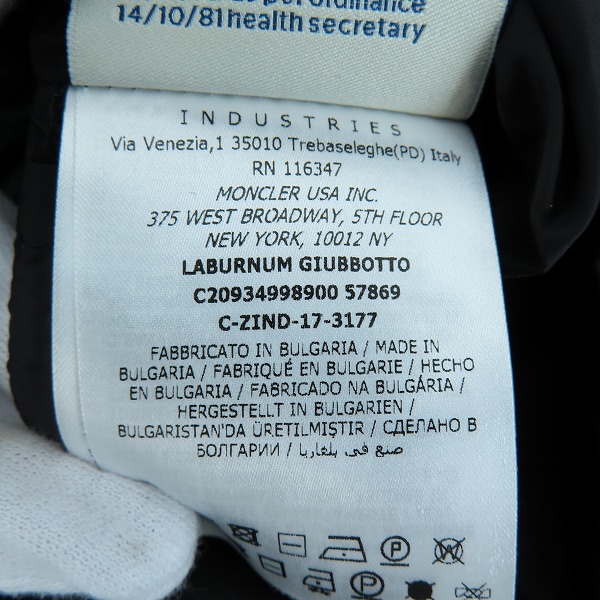 per ordinance
14/10/81 health secretary
INDUSTRIES
Via Venezia,1 35010 Trebaseleghe(PD) Italy
RN 116347
MONCLER USA INC.
375 WEST BROADWAY, 5TH FLOOR
NEW YORK, 10012 NY
LABURNUM GIUBBOTTO
C20934998900 57869
C-ZIND-17-3177
FABBRICATO IN BULGARIA / MADE IN
BULGARIA / FABRIQUÉ EN BULGARIE / HECHO
EN BULGARIA / FABRICADO NA BULGÁRIA /
HERGESTELLT IN BULGARIEN /
BULGARISTAN'DA ÜRETILMIŞTIR / СДЕЛАНО В
БОЛГАРИИ / صنع في بلغاريا
P W
P